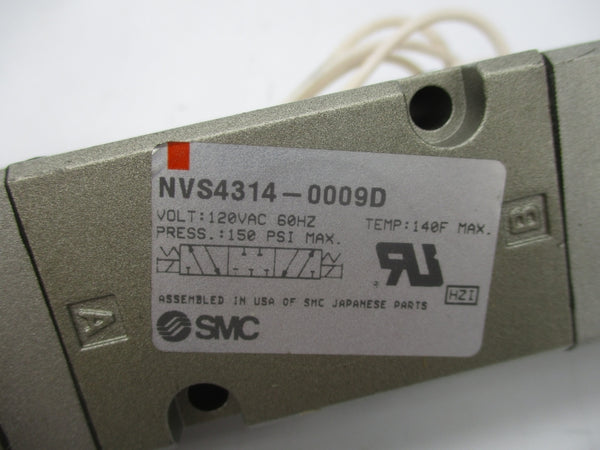 NVS4314-0009D
VOLT:120VAC 60HZ
TEMP:140F MAX.
PRESS.:150 PSI MAX.
RU
HZI
ASSEMBLED IN USA OF SMC JAPANESE PARTS
SMC
A
B